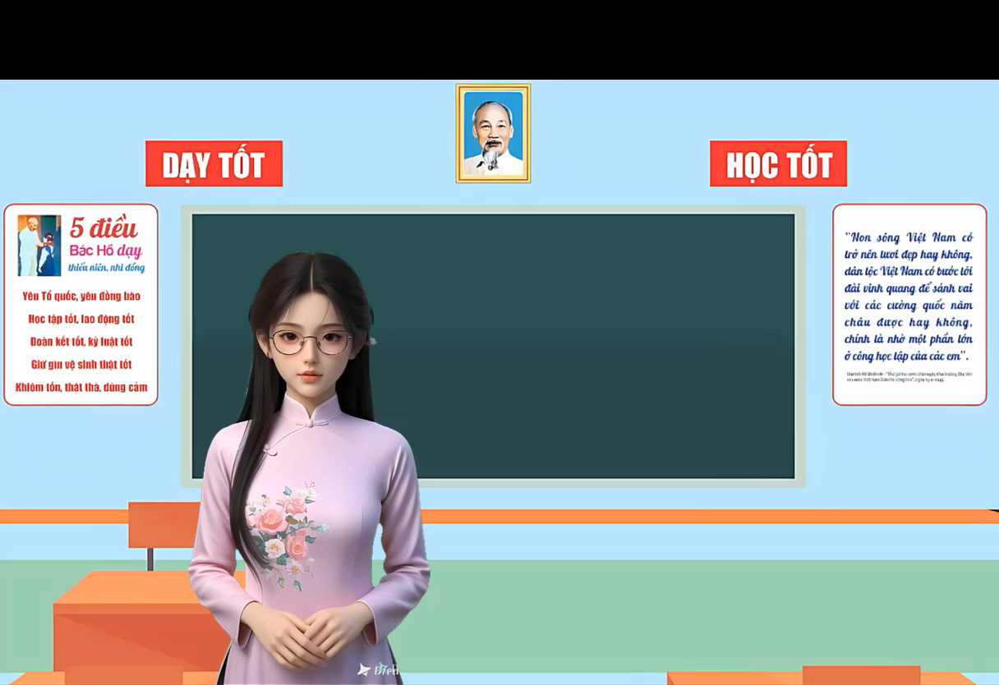 DẠY TỐT
HỌC TỐT
5 điều
Bác Hồ dạy
thiếu niên, nhi đồng
Yêu Tổ quốc, yêu đồng bào
Học tập tốt, lao động tốt
Đoàn kết tốt, kỷ luật tốt
Giữ gìn vệ sinh thật tốt
Khiêm tốn, thật thà, dũng cảm
"Non sông Việt Nam có
trở nên tươi đẹp hay không,
dân tộc Việt Nam có bước tới
đài vinh quang để sánh vai
với các cường quốc năm
châu được hay không,
chính là nhờ một phần lớn
ở công học tập của các em".